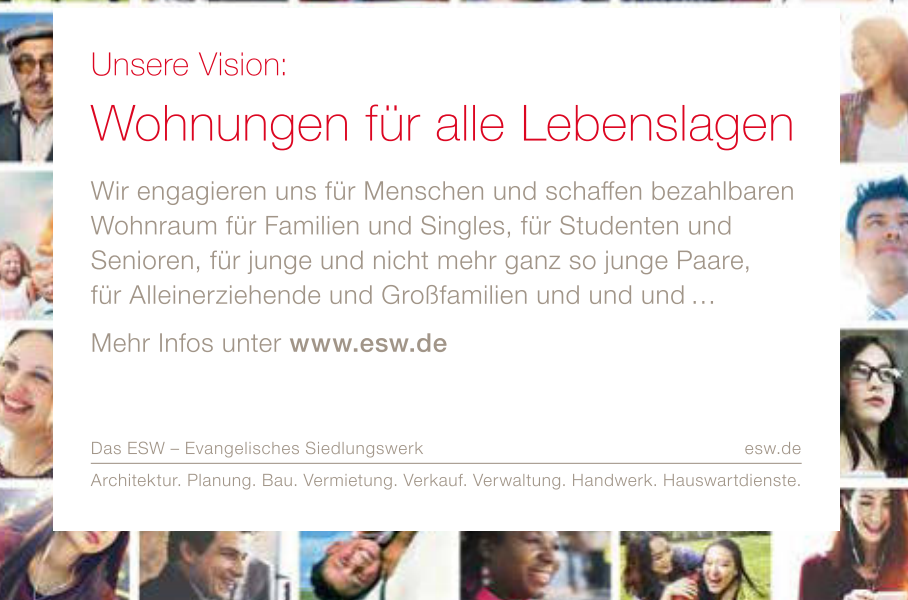 Unsere Vision:
Wohnungen für alle Lebenslagen
Wir engagieren uns für Menschen und schaffen bezahlbaren
Wohnraum für Familien und Singles, für Studenten und
Senioren, für junge und nicht mehr ganz so junge Paare,
für Alleinerziehende und Großfamilien und und und ...
Mehr Infos unter www.esw.de
Das ESW – Evangelisches Siedlungswerk esw.de
Architektur. Planung. Bau. Vermietung. Verkauf. Verwaltung. Handwerk. Hauswartdienste.